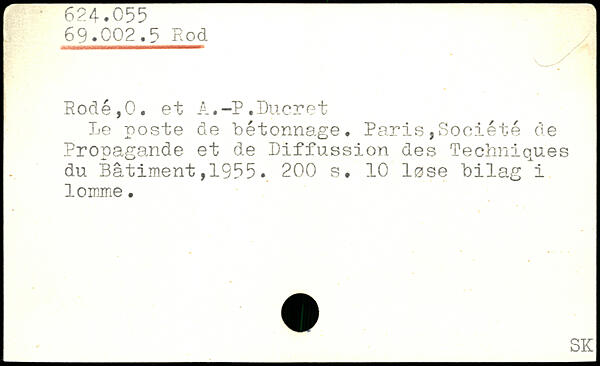 624.055
69.002.5 Rod
Rodé,O. et A.-P.Ducret
Le poste de bétonnage. Paris,Société de
Propagande et de Diffussion des Techniques
du Bâtiment,1955. 200 s. 10 løse bilag i
lomme.
SK